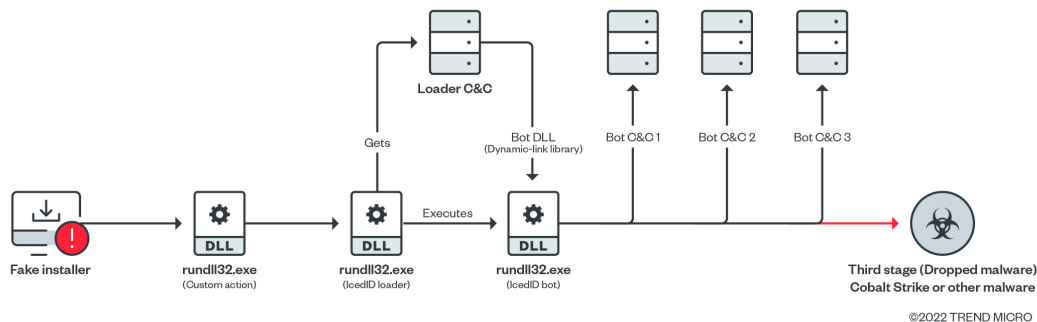 Loader C&C
Gets
Bot DLL
(Dynamic-link library)
Bot C&C 1
Bot C&C 2
Bot C&C 3
Executes
!
DLL
DLL
DLL
Fake installer
rundll32.exe
(Custom action)
rundll32.exe
(IcedID loader)
rundll32.exe
(IcedID bot)
Third stage (Dropped malware)
Cobalt Strike or other malware
©2022 TREND MICRO